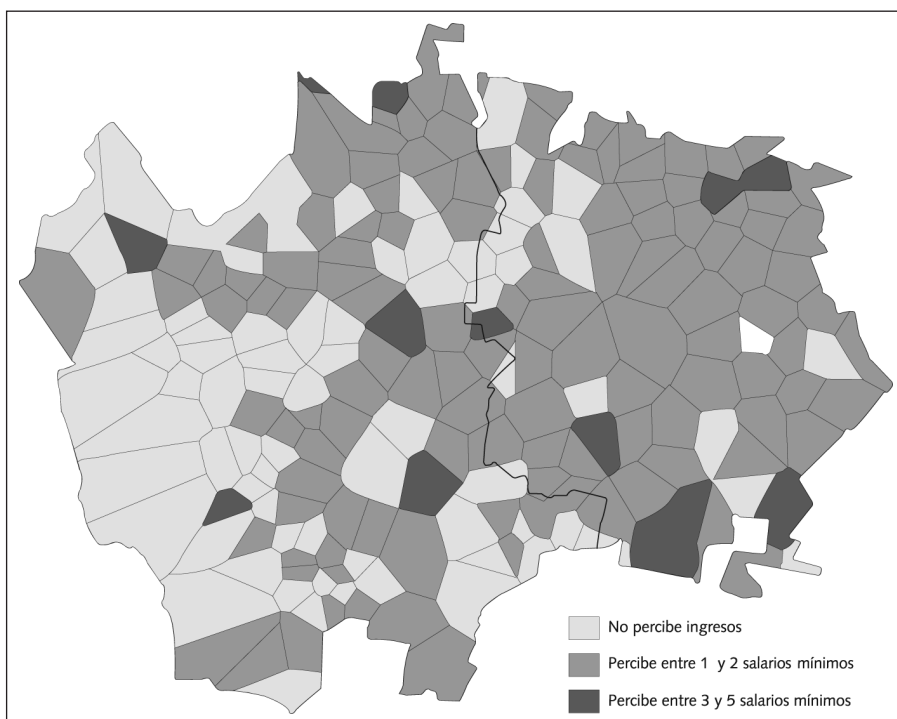 No percibe ingresos
Percibe entre 1 y 2 salarios mínimos
Percibe entre 3 y 5 salarios mínimos